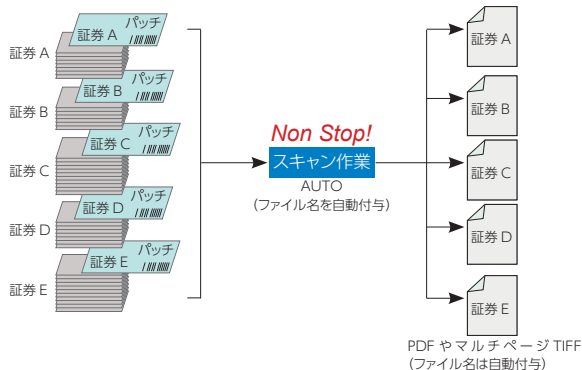 パッチ
証券 A
証券 A
パッチ
証券 B
証券 B
パッチ
証券 C
証券 C
パッチ
証券 D
証券 D
パッチ
証券 E
証券 E
Non Stop!
スキャン作業
AUTO
(ファイル名を自動付与)
証券 A
証券 B
証券 C
証券 D
証券 E
PDF やマルチページ TIFF
(ファイル名は自動付与)